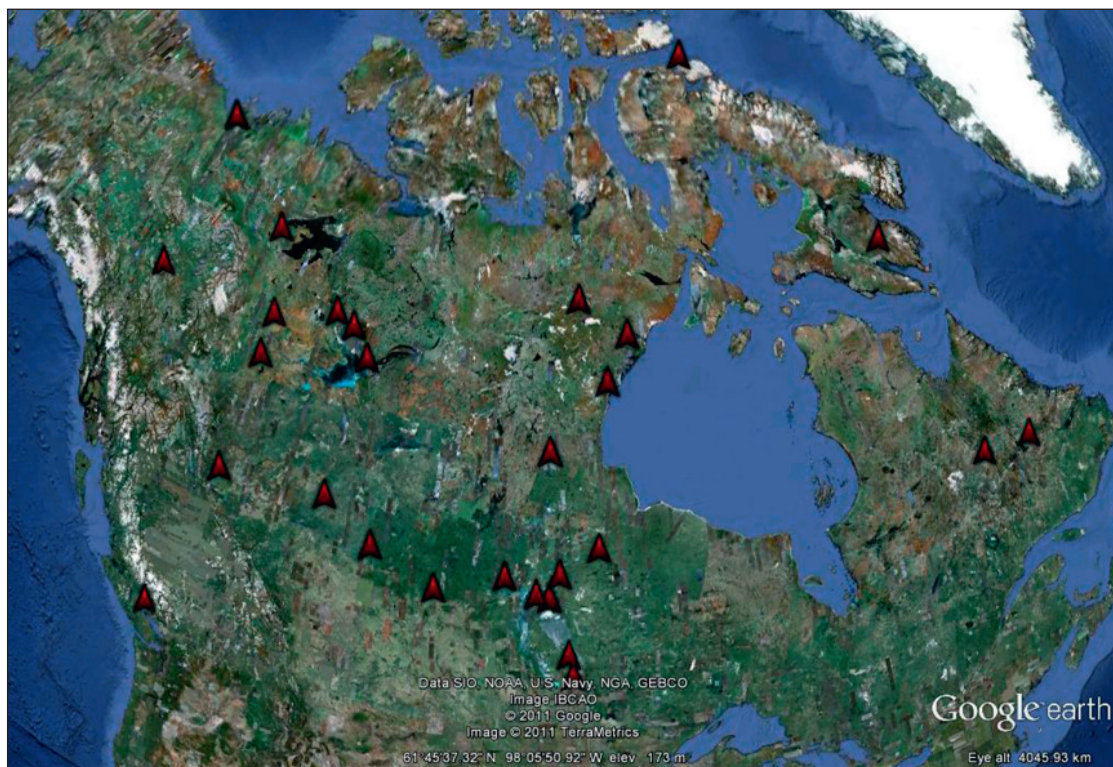 Data SIO, NOAA, U.S. Navy, NGA, GEBCO
Image IBCAO
© 2011 Google
Image © 2011 TerraMetrics
Google earth
61°45'37.32" N 98°05'50.92" W elev 173 m
Eye alt 4045.93 km